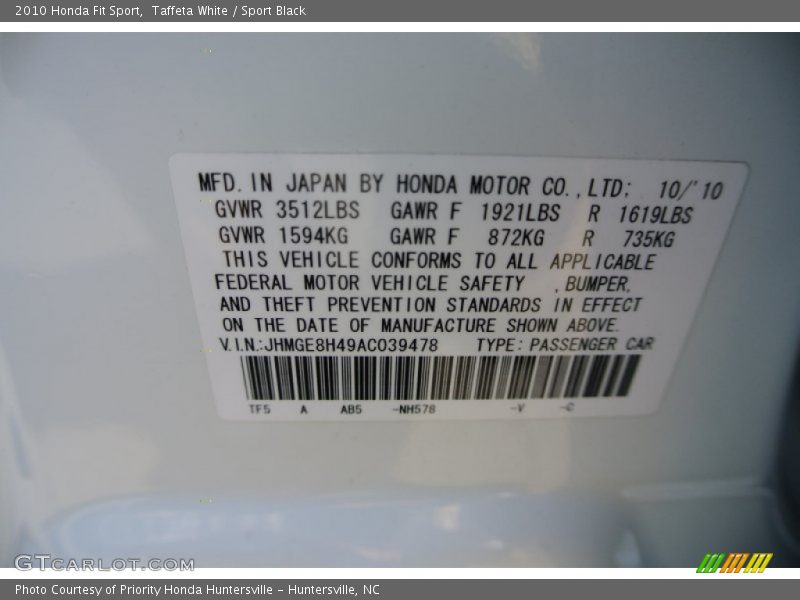 2010 Honda Fit Sport,  Taffeta White / Sport Black
MFD. IN JAPAN BY HONDA MOTOR CO., LTD; 10/'10
GVWR 3512LBS GAWR F 1921LBS R 1619LBS
GVWR 1594KG GAWR F 872KG R 735KG
THIS VEHICLE CONFORMS TO ALL APPLICABLE
FEDERAL MOTOR VEHICLE SAFETY , BUMPER,
AND THEFT PREVENTION STANDARDS IN EFFECT
ON THE DATE OF MANUFACTURE SHOWN ABOVE.
V.I.N.:JHMGE8H49AC039478 TYPE: PASSENGER CAR
TF5 A AB5 -NH578 -V -C
GTCARLOT.COM
Photo Courtesy of Priority Honda Huntersville – Huntersville, NC